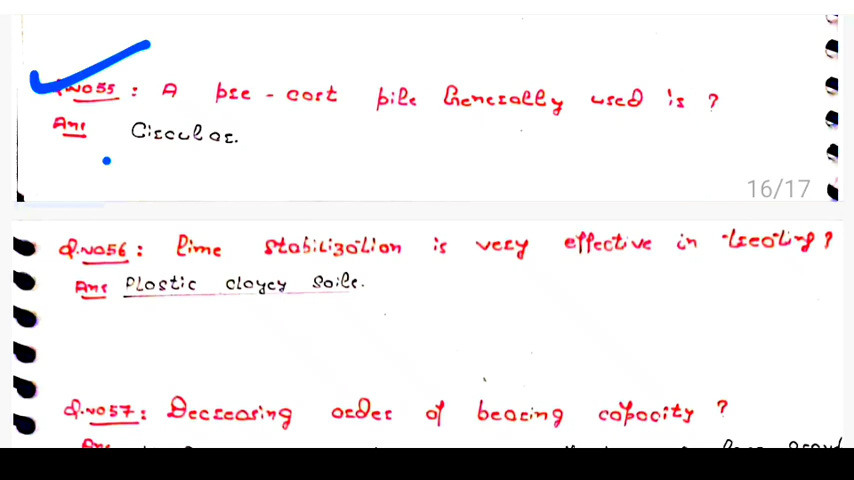 Q.No55 : A pre - cast pile Generally used is ?
Ans Circular.
16/17
Q.No56 : lime stabilization is very effective in treating ?
Ans Plastic clayey Soils.
Q.No57 : Decreasing order of bearing capacity ?
Ans